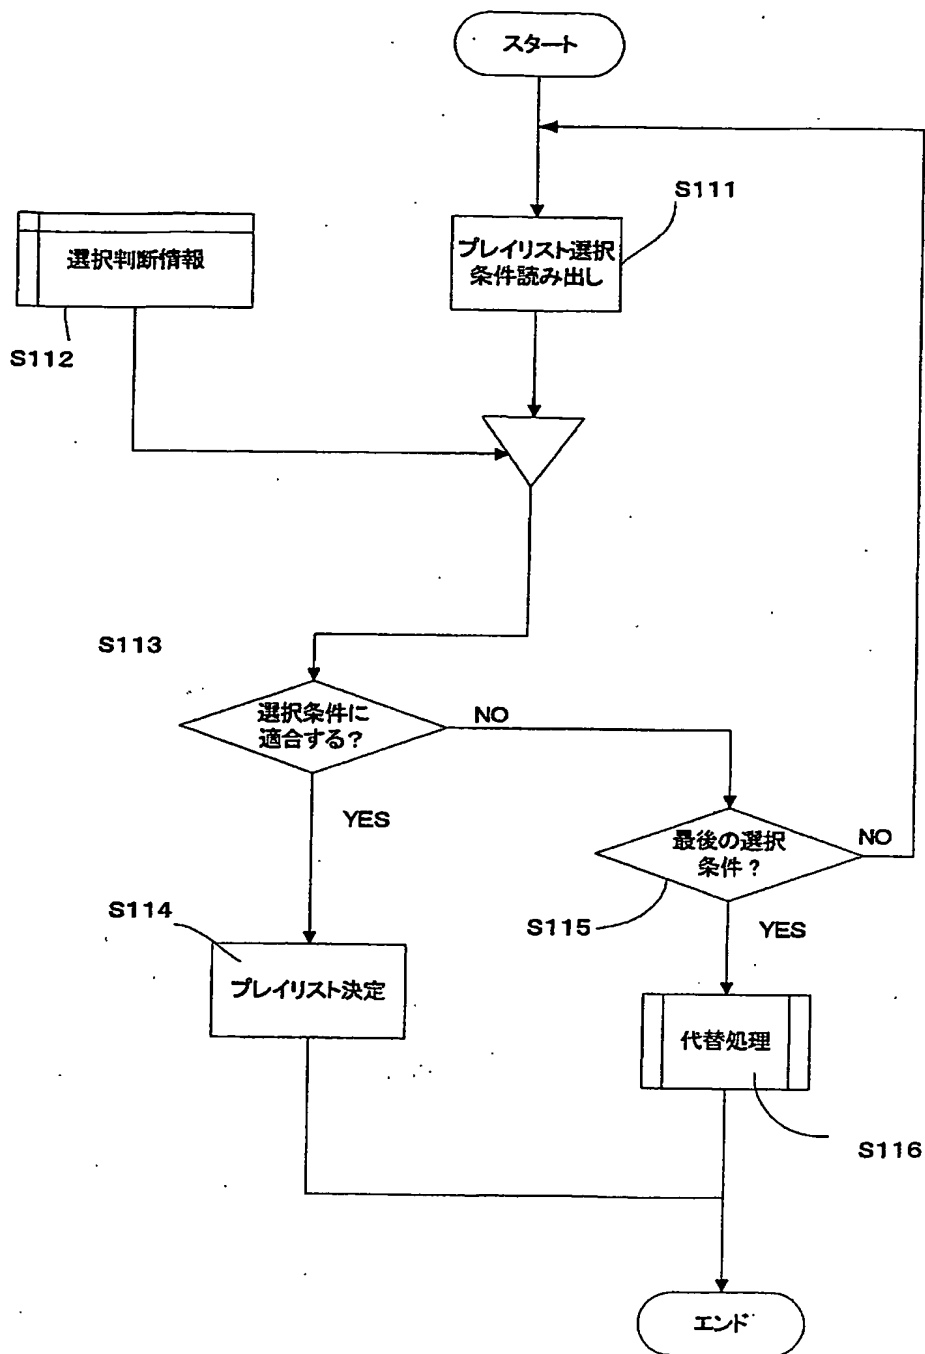 スタート
S111
プレイリスト選択
条件読み出し
選択判断情報
S112
S113
選択条件に
適合する?
NO
YES
最後の選択
条件?
NO
S115
YES
S114
プレイリスト決定
代替処理
S116
エンド